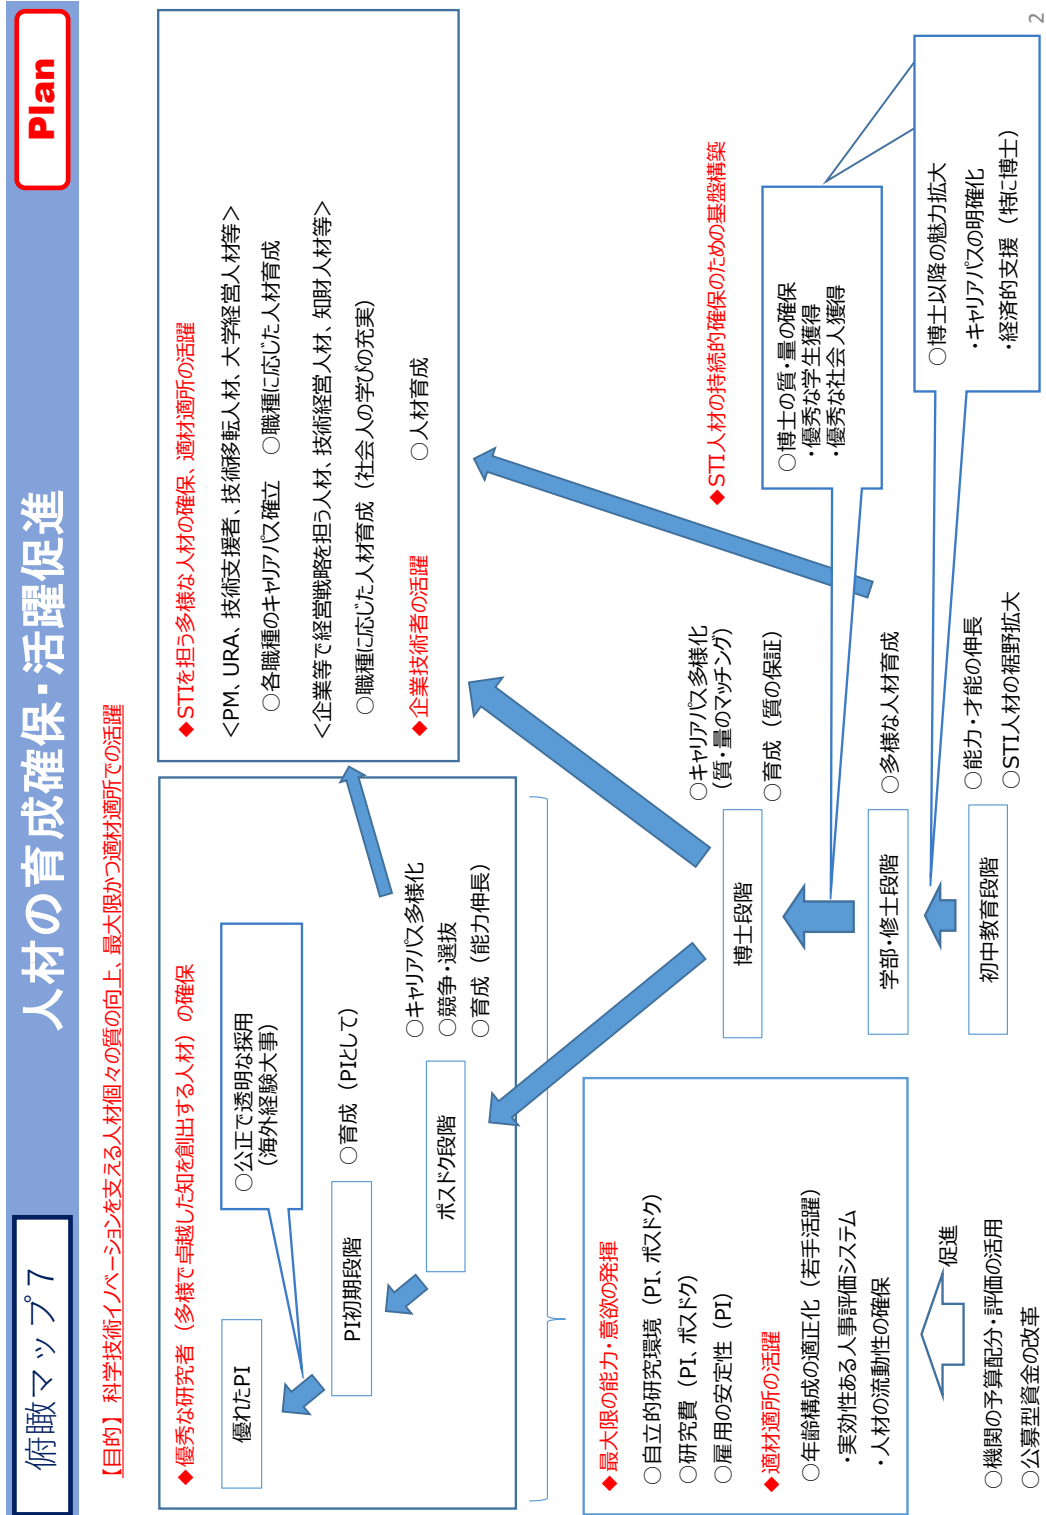 俯瞰マップ７
人材の育成確保・活躍促進
Plan
【目的】科学技術イノベーションを支える人材個々の質の向上、最大限かつ適材適所での活躍
◆優秀な研究者（多様で卓越した知を創出する人材）の確保
優れたPI
○公正で透明な採用
（海外経験大事）
PI初期段階
○育成（PIとして）
ポスドク段階
○キャリアパス多様化
○競争・選抜
○育成（能力伸長）
◆STIを担う多様な人材の確保、適材適所の活躍
＜PM、URA、技術支援者、技術移転人材、大学経営人材等＞
○各職種のキャリアパス確立　○職種に応じた人材育成
＜企業等で経営戦略を担う人材、技術経営人材、知財人材等＞
○職種に応じた人材育成（社会人の学びの充実）
◆企業技術者の活躍　○人材育成
◆最大限の能力・意欲の発揮
○自立的研究環境（PI、ポスドク）
○研究費（PI、ポスドク）
○雇用の安定性（PI）
◆適材適所の活躍
○年齢構成の適正化（若手活躍）
・実効性ある人事評価システム
・人材の流動性の確保
促進
○機関の予算配分・評価の活用
○公募型資金の改革
博士段階
○キャリアパス多様化
（質・量のマッチング）
○育成（質の保証）
学部・修士段階
○多様な人材育成
初中教育段階
○能力・才能の伸長
○STI人材の裾野拡大
◆STI人材の持続的確保のための基盤構築
○博士の質・量の確保
・優秀な学生獲得
・優秀な社会人獲得
○博士以降の魅力拡大
・キャリアパスの明確化
・経済的支援（特に博士）
2